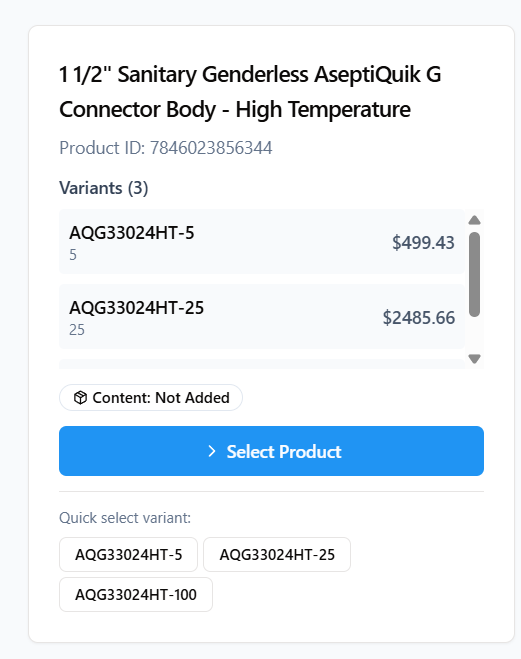 1 1/2" Sanitary Genderless AseptiQuik G
Connector Body - High Temperature
Product ID: 7846023856344
Variants (3)
AQG33024HT-5
$499.43
5
AQG33024HT-25
$2485.66
25
Content: Not Added
Select Product
Quick select variant:
AQG33024HT-5
AQG33024HT-25
AQG33024HT-100